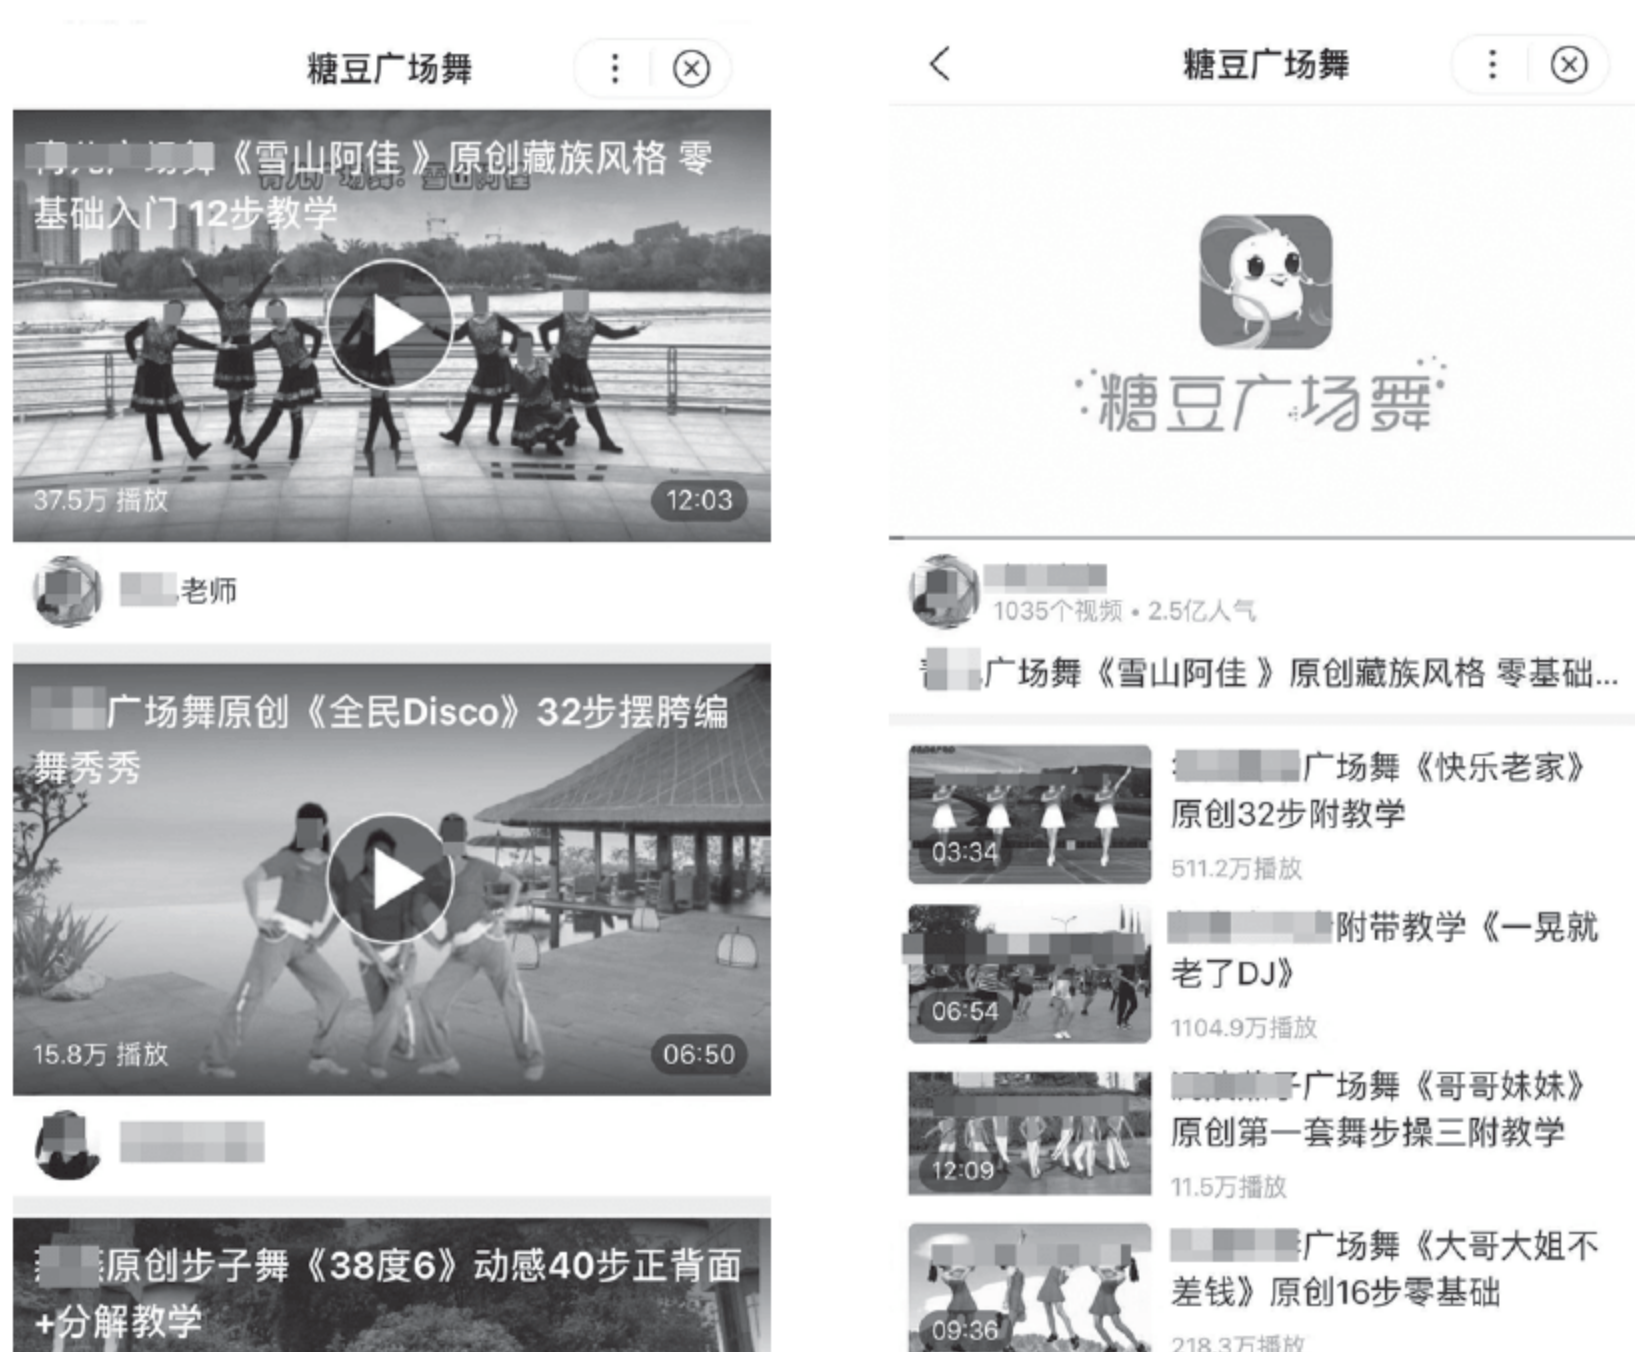 糖豆广场舞
《雪山阿佳 》原创藏族风格 零
基础入门 12步教学
37.5万 播放
12:03
老师
广场舞原创《全民Disco》32步摆胯编
舞秀秀
15.8万 播放
06:50
原创步子舞《38度6》动感40步正背面
+分解教学
糖豆广场舞
糖豆广场舞
1035个视频 • 2.5亿人气
广场舞《雪山阿佳 》原创藏族风格 零基础...
03:34
广场舞《快乐老家》
原创32步附教学
511.2万播放
06:54
附带教学《一晃就
老了DJ》
1104.9万播放
12:09
广场舞《哥哥妹妹》
原创第一套舞步操三附教学
11.5万播放
09:36
广场舞《大哥大姐不
差钱》原创16步零基础
218.3万播放